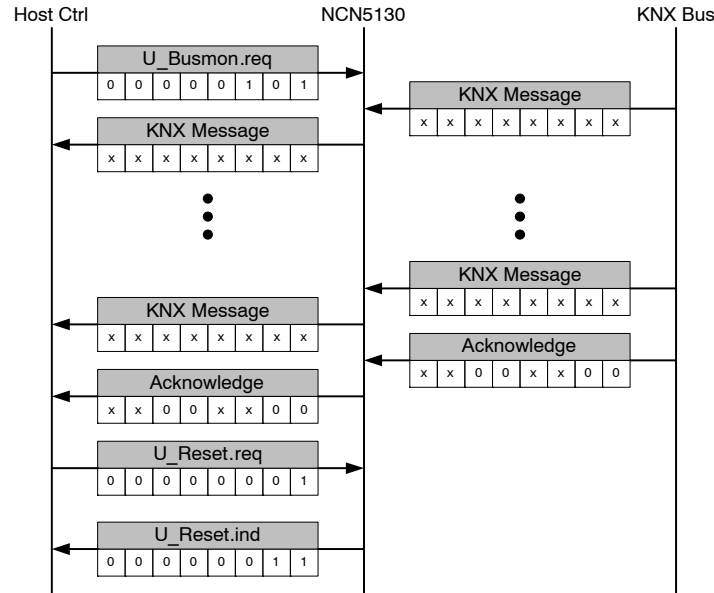 Host Ctrl NCN5130 KNX Bus
U_Busmon.req
0 0 0 0 0 1 0 1
KNX Message
x x x x x x x x
KNX Message
x x x x x x x x
KNX Message
x x x x x x x x
KNX Message
x x x x x x x x
Acknowledge
x x 0 0 x x 0 0
Acknowledge
x x 0 0 x x 0 0
U_Reset.req
0 0 0 0 0 0 0 1
U_Reset.ind
0 0 0 0 0 0 1 1